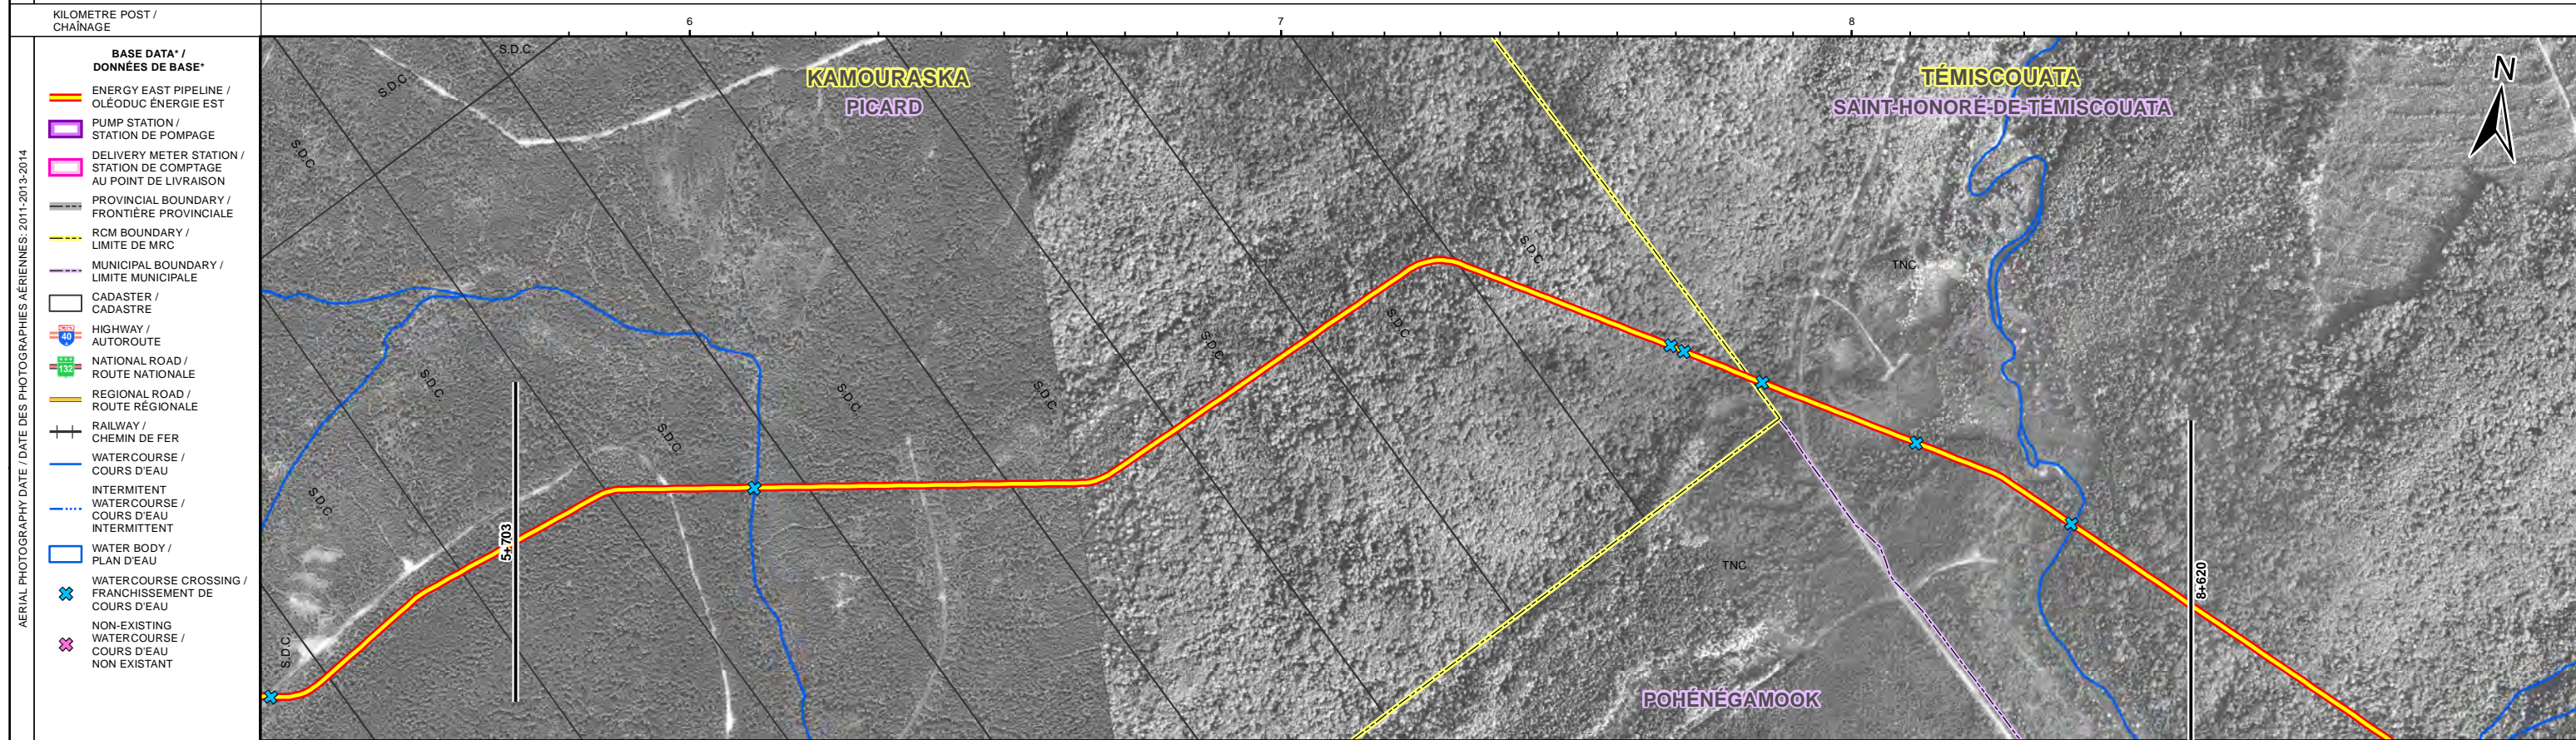 KILOMETRE POST /
CHAÎNAGE
6
7
8
AERIAL PHOTOGRAPHY DATE / DATE DES PHOTOGRAPHIES AÉRIENNES: 2011-2013-2014
BASE DATA* /
DONNÉES DE BASE*
ENERGY EAST PIPELINE /
OLÉODUC ÉNERGIE EST
PUMP STATION /
STATION DE POMPAGE
DELIVERY METER STATION /
STATION DE COMPTAGE
AU POINT DE LIVRAISON
PROVINCIAL BOUNDARY /
FRONTIÈRE PROVINCIALE
RCM BOUNDARY /
LIMITE DE MRC
MUNICIPAL BOUNDARY /
LIMITE MUNICIPALE
CADASTER /
CADASTRE
40
HIGHWAY /
AUTOROUTE
132
NATIONAL ROAD /
ROUTE NATIONALE
REGIONAL ROAD /
ROUTE RÉGIONALE
RAILWAY /
CHEMIN DE FER
WATERCOURSE /
COURS D'EAU
INTERMITENT
WATERCOURSE /
COURS D'EAU
INTERMITTENT
WATER BODY /
PLAN D'EAU
WATERCOURSE CROSSING /
FRANCHISSEMENT DE
COURS D'EAU
NON-EXISTING
WATERCOURSE /
COURS D'EAU
NON EXISTANT
S.D.C.
S.D.C.
S.D.C.
KAMOURASKA
PICARD
TÉMISCOUATA
SAINT-HONORÉ-DE-TÉMISCOUATA
N
S.D.C.
TNC
S.D.C.
S.D.C.
S.D.C.
S.D.C.
S.D.C.
S.D.C.
S.D.C.
5+703
TNC
8+620
S.D.C.
POHÉNÉGAMOOK